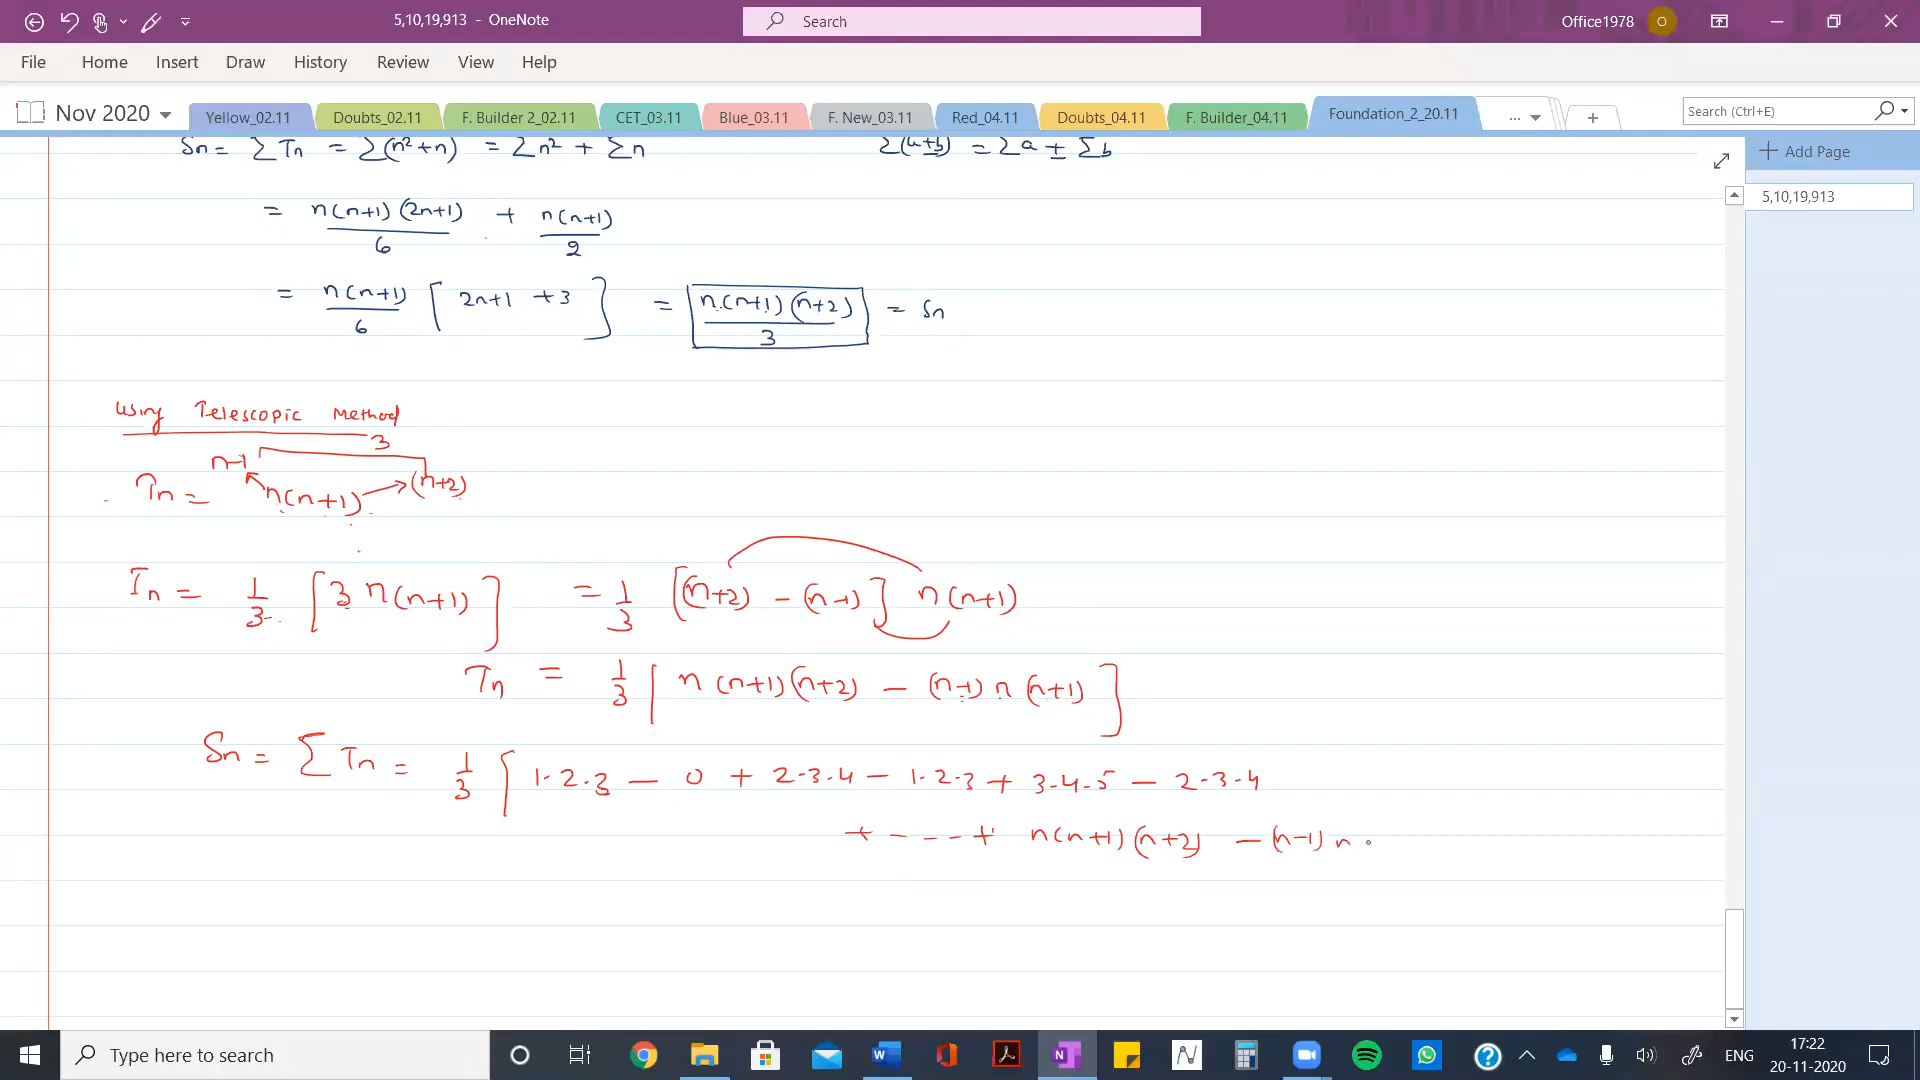 5,10,19,913 - OneNote
Search
Office1978
O
File Home Insert Draw History Review View Help
Nov 2020
Yellow_02.11 Doubts_02.11 F. Builder 2_02.11 CET_03.11 Blue_03.11 F. New_03.11 Red_04.11 Doubts_04.11 F. Builder_04.11 Foundation_2_20.11 ... +
Search (Ctrl+E)
+ Add Page
5,10,19,913
Sn = ∑Tn = ∑(n²+n) = ∑n² + ∑n ∑(a±b) = ∑a ± ∑b
= n(n+1)(2n+1)/6 + n(n+1)/2
= n(n+1)/6 [2n+1 +3] = n(n+1)(n+2)/3 = Sn
Using Telescopic Method
3
n-1
Tn = n(n+1) (n+2)
Tn = 1/3 [3 n(n+1)] = 1/3 [(n+2) - (n-1)] n(n+1)
Tn = 1/3 [n(n+1)(n+2) - (n-1) n (n+1)]
Sn = ∑Tn = 1/3 [1·2·3 - 0 + 2·3·4 - 1·2·3 + 3·4·5 - 2·3·4
+ - - - + n(n+1)(n+2) - (n-1) n
Type here to search
ENG
17:22
20-11-2020